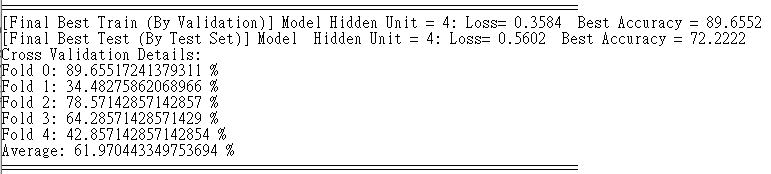 [Final Best Train (By Validation)] Model Hidden Unit = 4: Loss= 0.3584  Best Accuracy = 89.6552
[Final Best Test (By Test Set)] Model  Hidden Unit = 4: Loss= 0.5602  Best Accuracy = 72.2222
Cross Validation Details:
Fold 0: 89.65517241379311 %
Fold 1: 34.48275862068966 %
Fold 2: 78.57142857142857 %
Fold 3: 64.28571428571429 %
Fold 4: 42.857142857142854 %
Average: 61.970443349753694 %